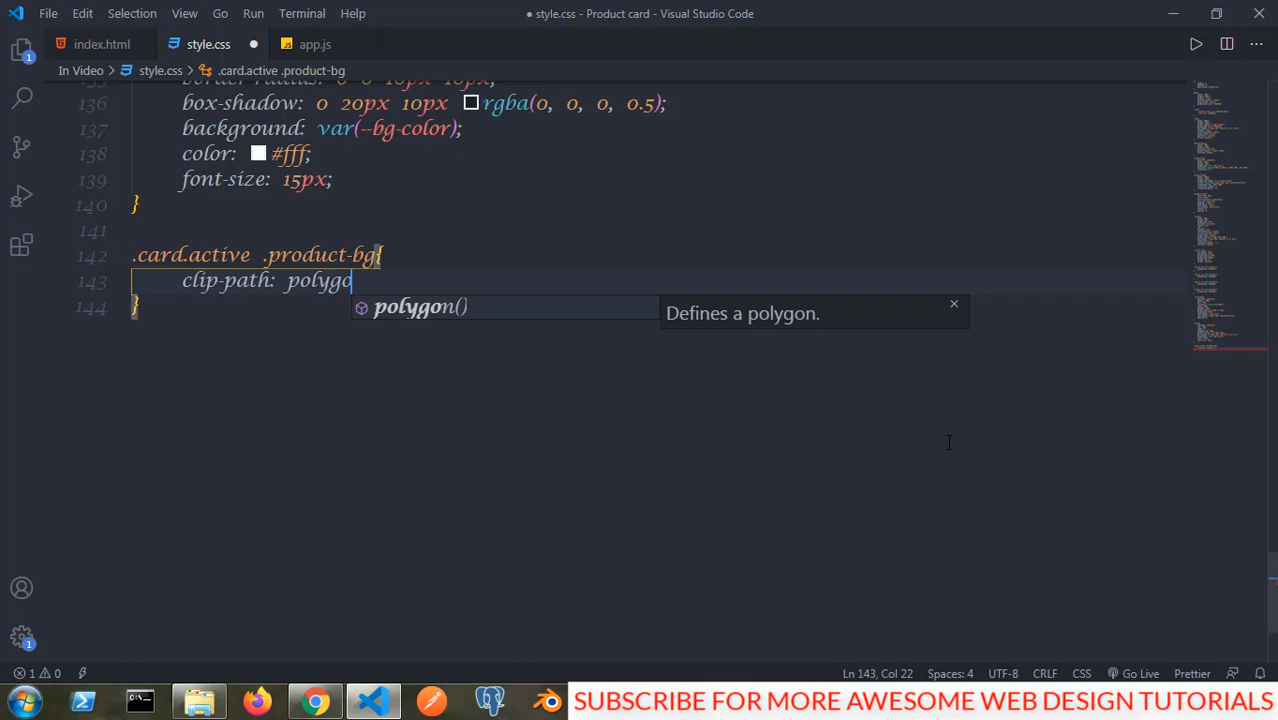 File Edit Selection View Go Run Terminal Help
● style.css - Product card - Visual Studio Code
index.html style.css app.js
In Video > style.css > .card.active .product-bg
136 box-shadow: 0 20px 10px rgba(0, 0, 0, 0.5);
137 background: var(--bg-color);
138 color: #fff;
139 font-size: 15px;
140 }
141
142 .card.active .product-bg{
143 clip-path: polygo
polygon() Defines a polygon.
144 }
1
1
1 0 Ln 143, Col 22 Spaces: 4 UTF-8 CRLF CSS Go Live Prettier
SUBSCRIBE FOR MORE AWESOME WEB DESIGN TUTORIALS